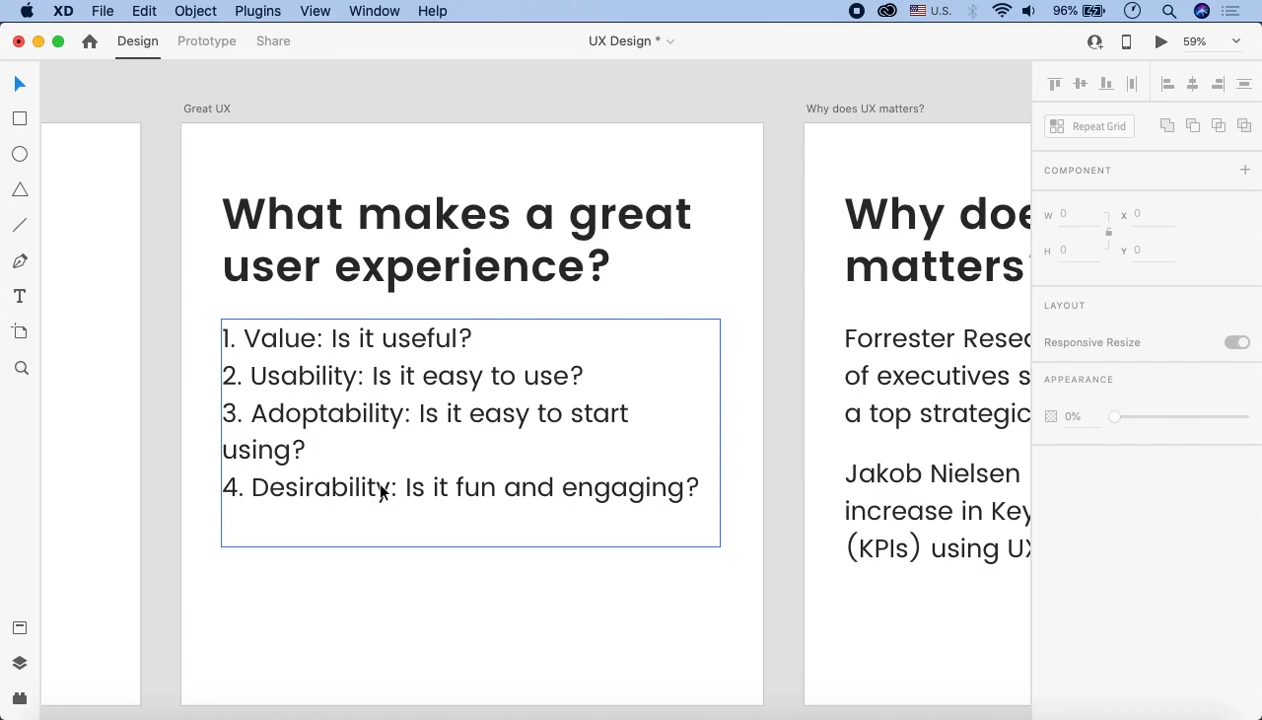 XD File Edit Object Plugins View Window Help U.S. 96%
Design Prototype Share UX Design * 59%
Great UX
What makes a great
user experience?
1. Value: Is it useful?
2. Usability: Is it easy to use?
3. Adoptability: Is it easy to start
using?
4. Desirability: Is it fun and engaging?
Why does UX matters?
Why doe
matters?
Forrester Resea
of executives s
a top strategic
Jakob Nielsen
increase in Key
(KPIs) using UX
Repeat Grid
COMPONENT
W 0 X 0
H 0 Y 0
LAYOUT
Responsive Resize
APPEARANCE
0%
T